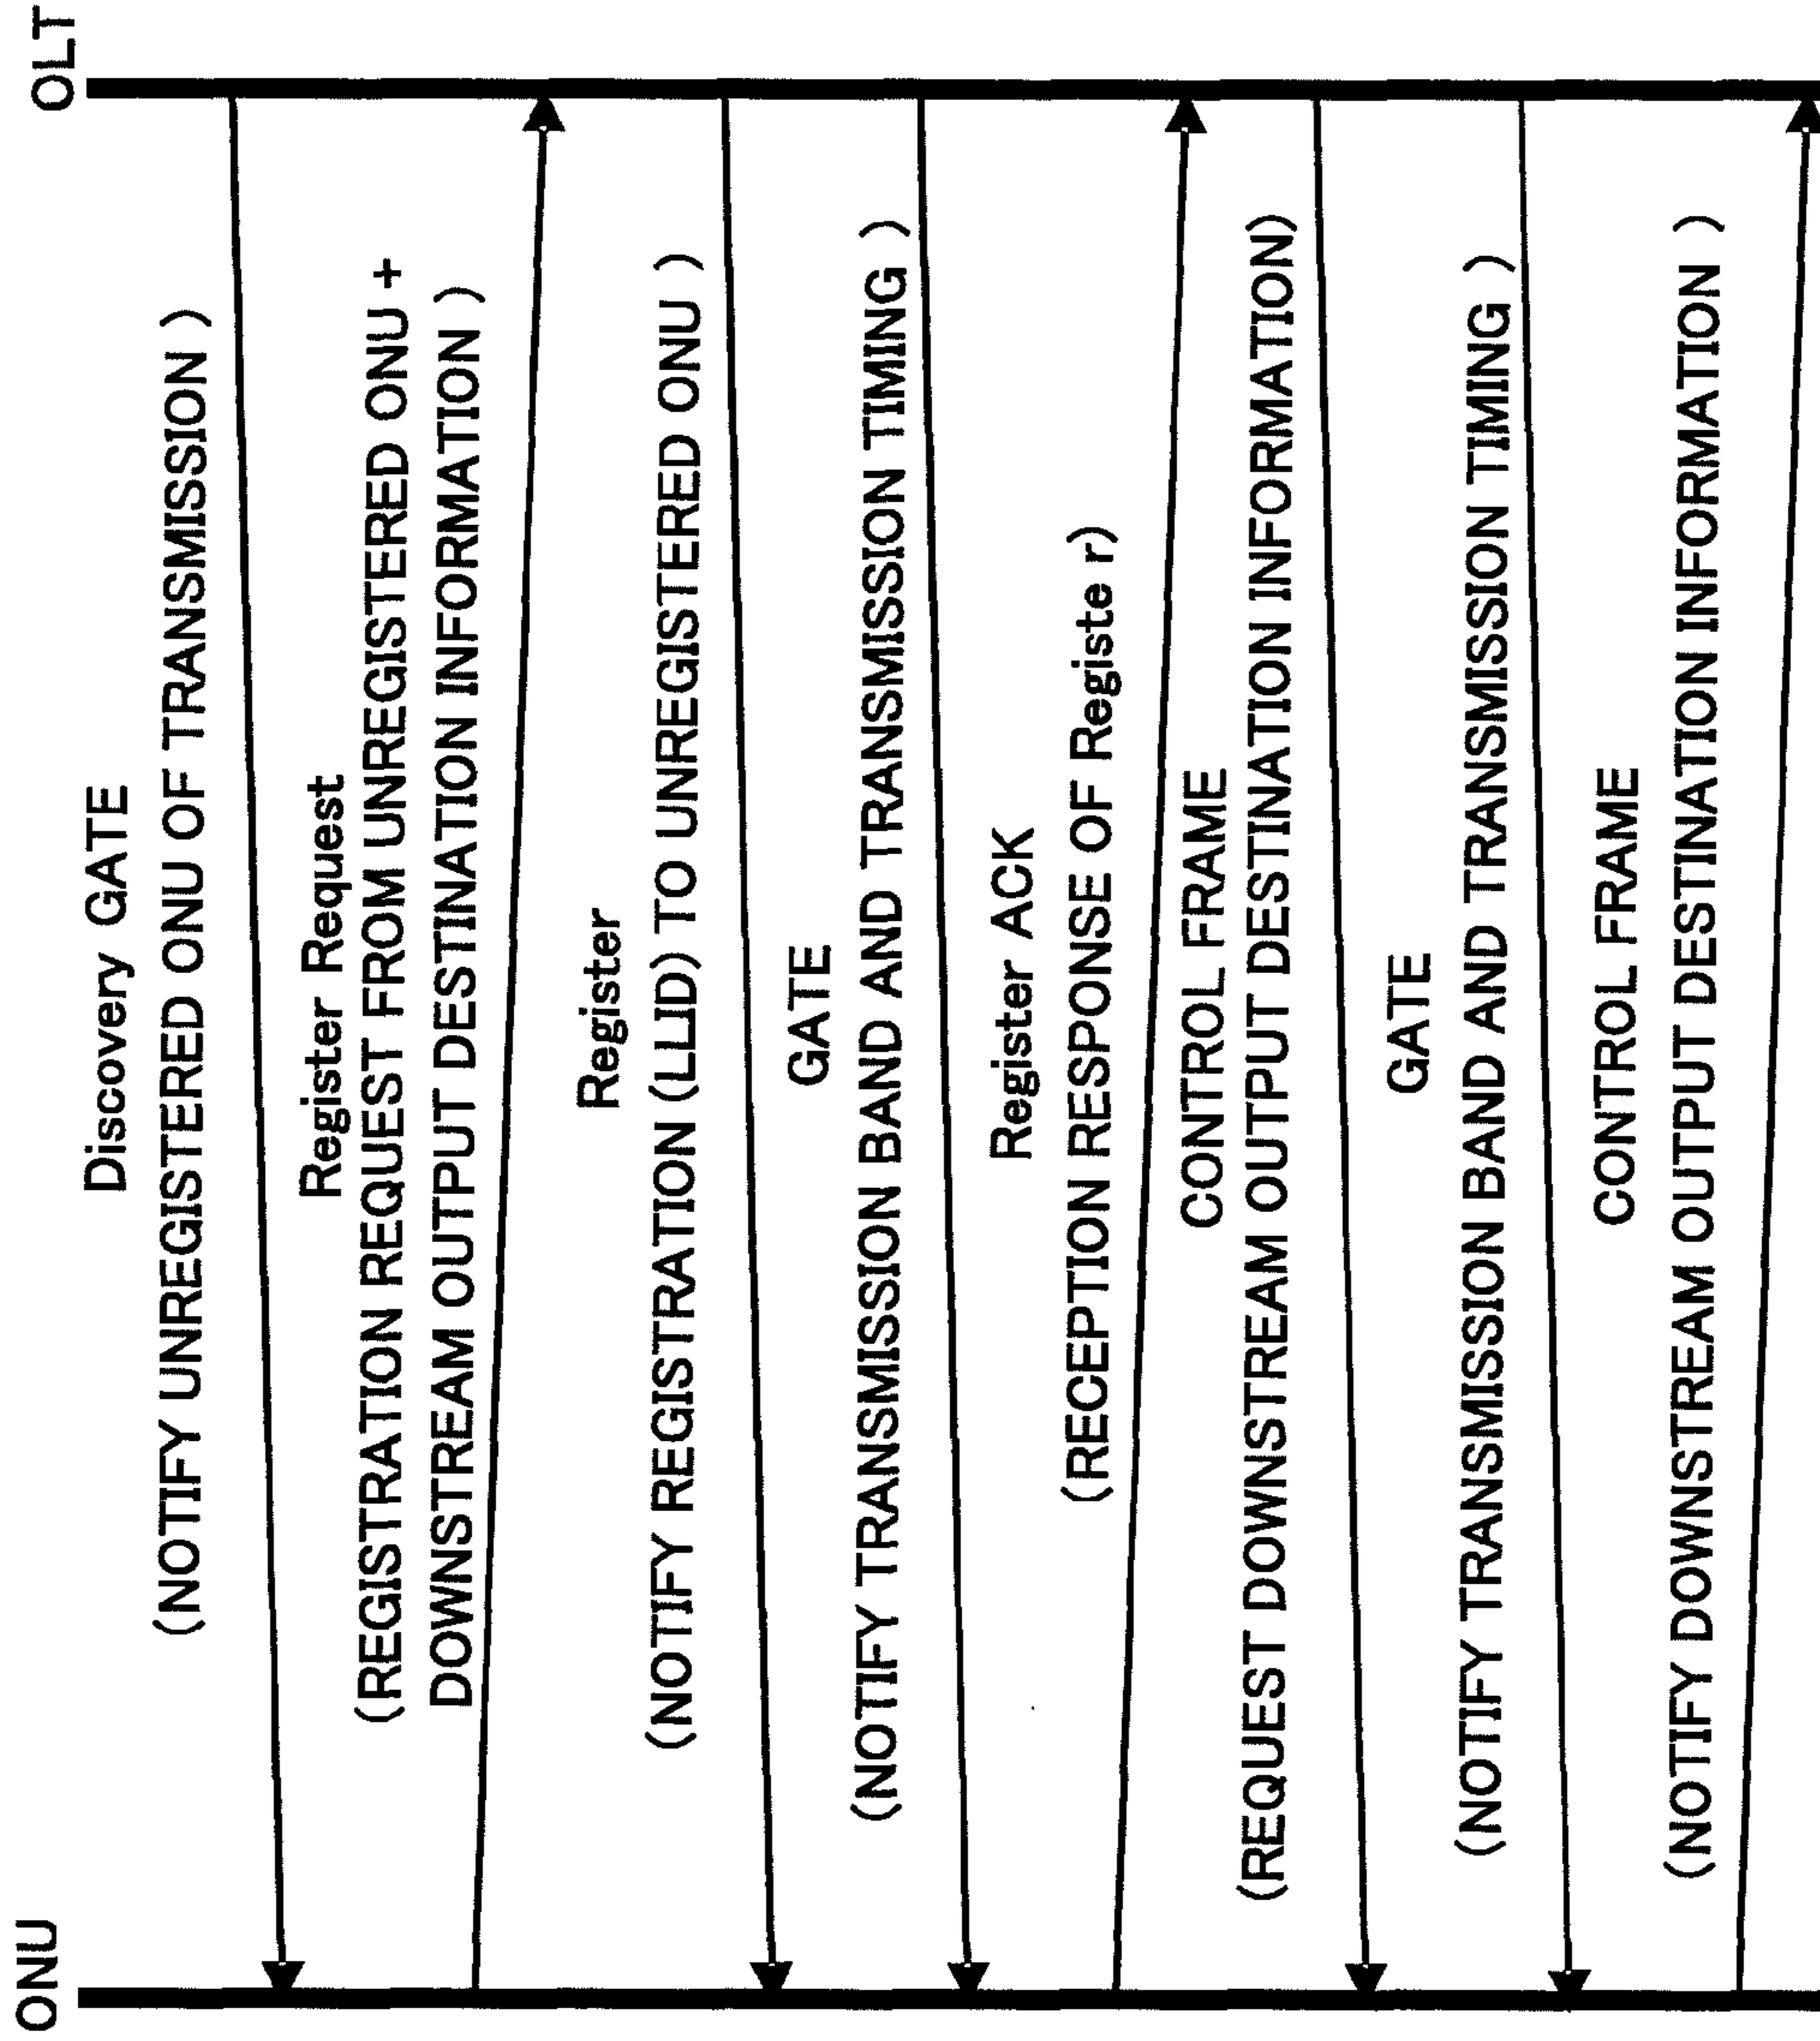 ONU
OLT
Discovery GATE
(NOTIFY UNREGISTERED ONU OF TRANSMISSION )
Register Request
(REGISTRATION REQUEST FROM UNREGISTERED ONU +
DOWNSTREAM OUTPUT DESTINATION INFORMATION )
Register
(NOTIFY REGISTRATION (LLID) TO UNREGISTERED ONU )
GATE
(NOTIFY TRANSMISSION BAND AND TRANSMISSION TIMING )
Register ACK
(RECEPTION RESPONSE OF Registe r)
CONTROL FRAME
(REQUEST DOWNSTREAM OUTPUT DESTINATION INFORMATION)
GATE
(NOTIFY TRANSMISSION BAND AND TRANSMISSION TIMING )
CONTROL FRAME
(NOTIFY DOWNSTREAM OUTPUT DESTINATION INFORMATION )